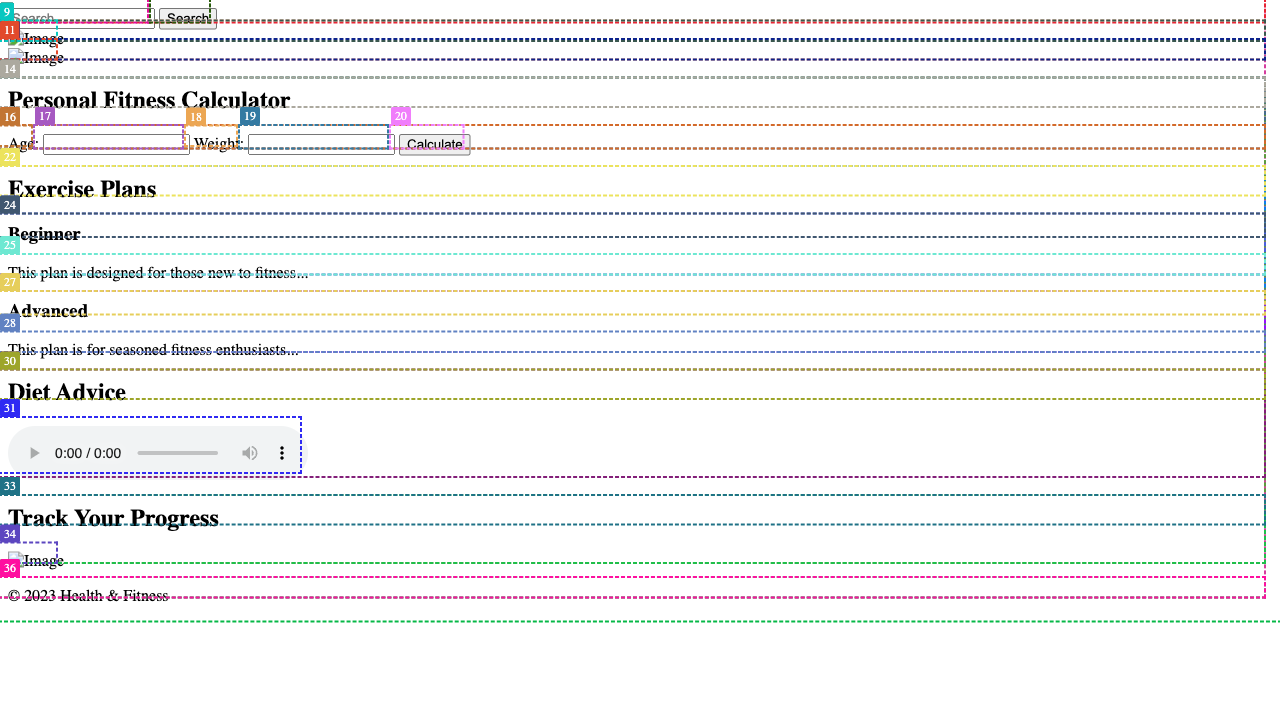 9
Search Search
11
Image
Image
14
Personal Fitness Calculator
16 17 18 19 20
Age: Weight: Calculate
22
Exercise Plans
24
Beginner
25
This plan is designed for those new to fitness...
27
Advanced
28
This plan is for seasoned fitness enthusiasts...
30
Diet Advice
31
0:00 / 0:00
33
Track Your Progress
34
Image
36
© 2023 Health & Fitness